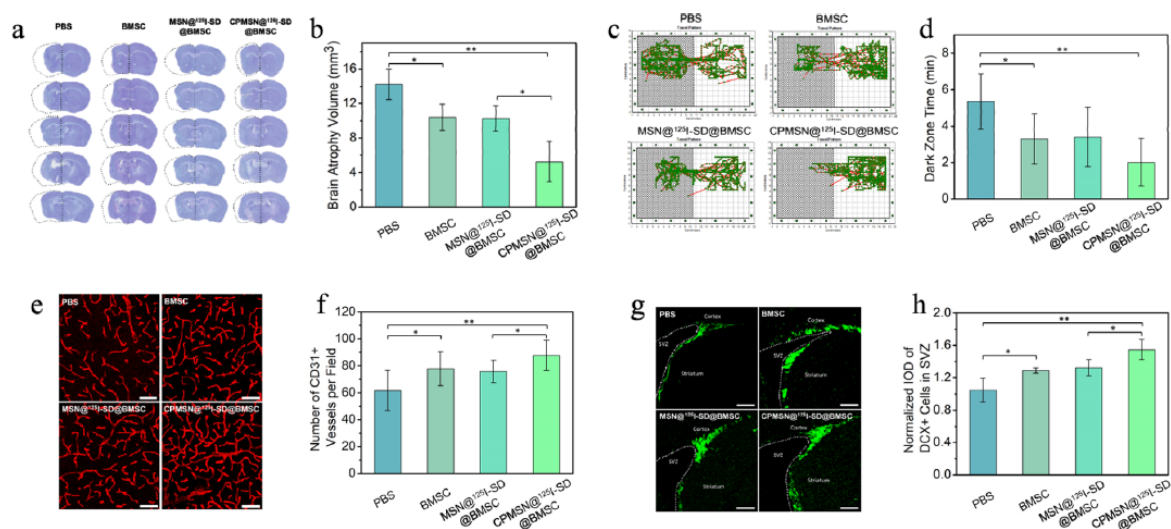 a
PBS
BMSC
MSN@¹²⁵I-SD
@BMSC
CPMSN@¹²⁵I-SD
@BMSC
b
Brain Atrophy Volume (mm³)
16
12
8
4
0
**
*
*
PBS
BMSC
MSN@¹²⁵I-SD
@BMSC
CPMSN@¹²⁵I-SD
@BMSC
c
PBS
BMSC
MSN@¹²⁵I-SD@BMSC
CPMSN@¹²⁵I-SD@BMSC
d
Dark Zone Time (min)
8
6
4
2
0
**
*
PBS
BMSC
MSN@¹²⁵I-SD
@BMSC
CPMSN@¹²⁵I-SD
@BMSC
e
PBS
BMSC
MSN@¹²⁵I-SD@BMSC
CPMSN@¹²⁵I-SD@BMSC
f
Number of CD31+
Vessels per Field
120
100
80
60
40
20
0
**
*
*
PBS
BMSC
MSN@¹²⁵I-SD
@BMSC
CPMSN@¹²⁵I-SD
@BMSC
g
PBS
Cortex
SVZ
Striatum
BMSC
Cortex
SVZ
Striatum
MSN@¹²⁵I-SD@BMSC
Cortex
SVZ
Striatum
CPMSN@¹²⁵I-SD@BMSC
Cortex
SVZ
Striatum
h
Normalized IOD of
DCX+ Cells in SVZ
2.0
1.6
1.2
0.8
0.4
0.0
**
*
*
PBS
BMSC
MSN@¹²⁵I-SD
@BMSC
CPMSN@¹²⁵I-SD
@BMSC